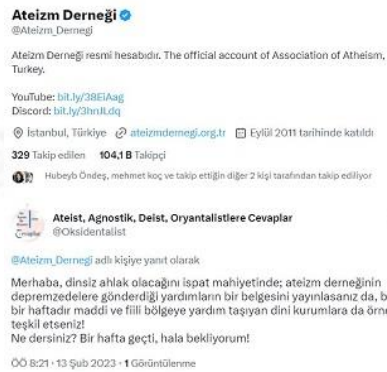 Ateizm Derneği
@Ateizm_Dernegi
Ateizm Derneği resmi hesabıdır. The official account of Association of Atheism,
Turkey.
YouTube: bit.ly/38EiAag
Discord: bit.ly/3hnJLdq
İstanbul, Türkiye ateizmdernegi.org.tr Eylül 2011 tarihinde katıldı
329 Takip edilen 104,1 B Takipçi
Hubeyb Öndeş, mehmet koç ve takip ettiğin diğer 2 kişi tarafından takip ediliyor
Ateist, Agnostik, Deist, Oryantalistlere Cevaplar
@Oksidentalist
@Ateizm_Dernegi adlı kişiye yanıt olarak
Merhaba, dinsiz ahlak olacağını ispat mahiyetinde; ateizm derneğinin
depremzedelere gönderdiği yardımların bir belgesini yayınlasanız da, b
bir haftadır maddi ve fiili bölgeye yardım taşıyan dini kurumlara da örne
teşkil etseniz!
Ne dersiniz? Bir hafta geçti, hala bekliyorum!
ÖÖ 8:21 · 13 Şub 2023 · 1 Görüntülenme